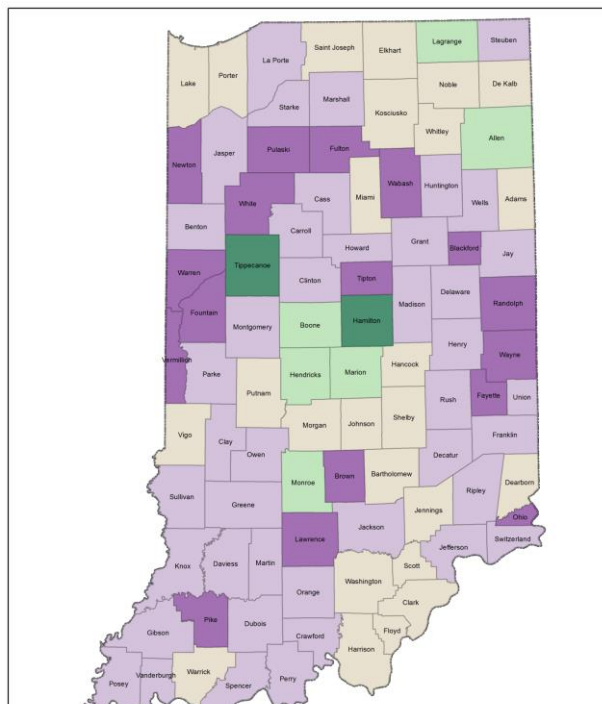 Lagrange
Steuben
Saint Joseph
Elkhart
La Porte
Porter
Lake
Noble
De Kalb
Marshall
Starke
Kosciusko
Whitley
Allen
Jasper
Pulaski
Fulton
Newton
Wabash
Huntington
White
Cass
Miami
Wells
Adams
Benton
Carroll
Grant
Howard
Blackford
Jay
Warren
Tippecanoe
Clinton
Tipton
Delaware
Madison
Randolph
Fountain
Montgomery
Boone
Hamilton
Henry
Wayne
Vermillion
Parke
Hendricks
Marion
Hancock
Putnam
Rush
Fayette
Union
Shelby
Morgan
Johnson
Vigo
Clay
Owen
Decatur
Franklin
Monroe
Brown
Bartholomew
Dearborn
Sullivan
Greene
Ripley
Jennings
Ohio
Jackson
Lawrence
Jefferson
Switzerland
Knox
Daviess
Martin
Scott
Washington
Orange
Clark
Pike
Gibson
Dubois
Crawford
Floyd
Harrison
Posey
Vanderburgh
Warrick
Spencer
Perry